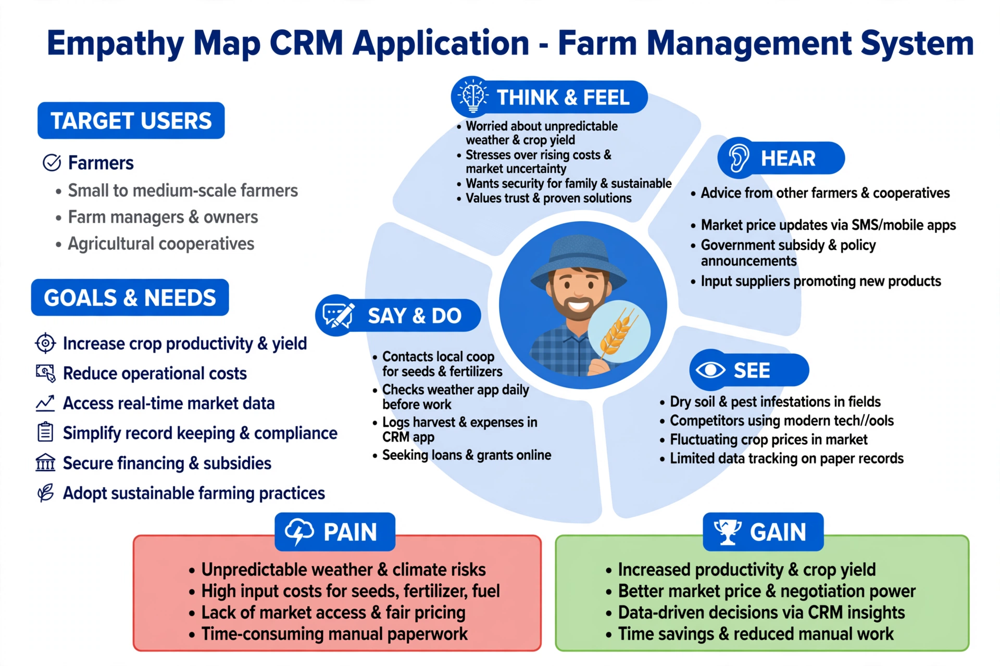 Empathy Map CRM Application - Farm Management System
TARGET USERS
Farmers
• Small to medium-scale farmers
• Farm managers & owners
• Agricultural cooperatives
GOALS & NEEDS
Increase crop productivity & yield
Reduce operational costs
Access real-time market data
Simplify record keeping & compliance
Secure financing & subsidies
Adopt sustainable farming practices
THINK & FEEL
• Worried about unpredictable
weather & crop yield
• Stresses over rising costs &
market uncertainty
• Wants security for family & sustainable
• Values trust & proven solutions
HEAR
• Advice from other farmers & cooperatives
• Market price updates via SMS/mobile apps
• Government subsidy & policy
announcements
• Input suppliers promoting new products
SAY & DO
• Contacts local coop
for seeds & fertilizers
• Checks weather app daily
before work
• Logs harvest & expenses in
CRM app
• Seeking loans & grants online
SEE
• Dry soil & pest infestations in fields
• Competitors using modern tech//ools
• Fluctuating crop prices in market
• Limited data tracking on paper records
PAIN
• Unpredictable weather & climate risks
• High input costs for seeds, fertilizer, fuel
• Lack of market access & fair pricing
• Time-consuming manual paperwork
GAIN
• Increased productivity & crop yield
• Better market price & negotiation power
• Data-driven decisions via CRM insights
• Time savings & reduced manual work